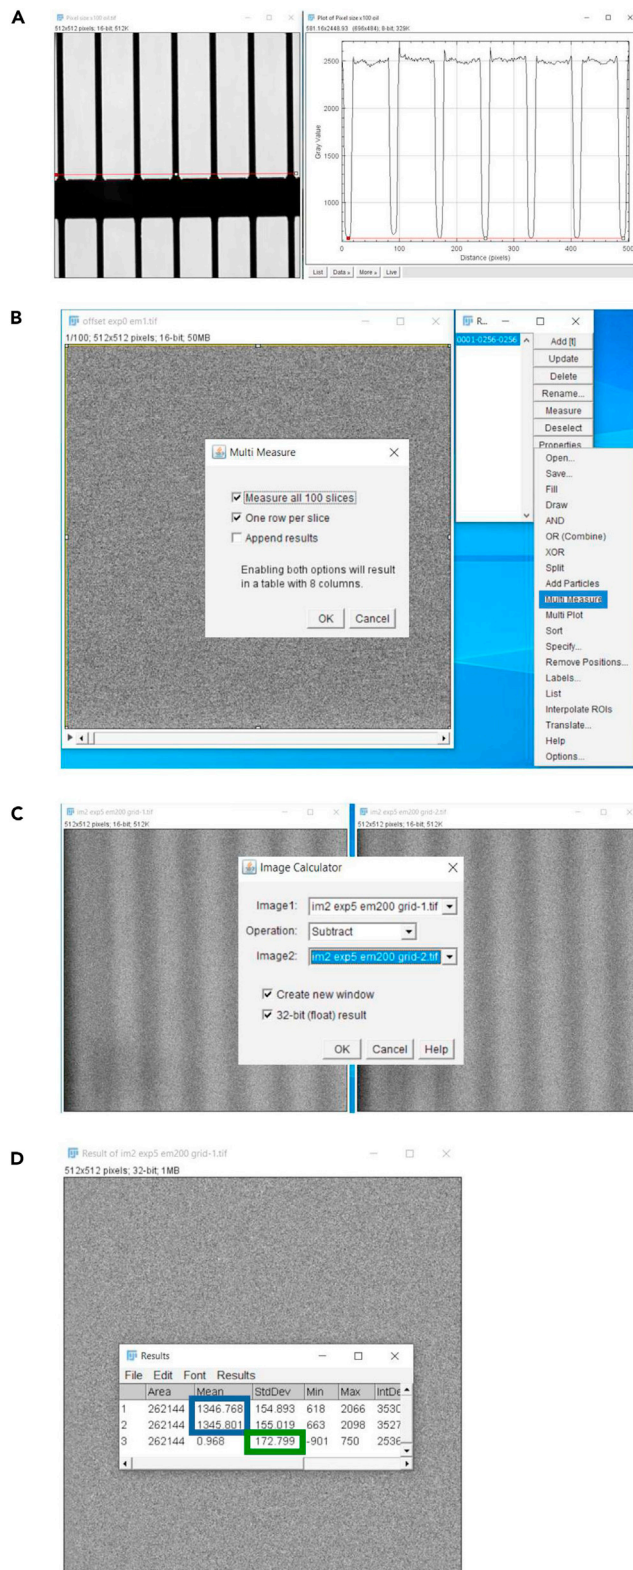 A
Pixel size x100 oil.tif
512x512 pixels; 16-bit; 512K
Plot of Pixel size x100 oil
581.16x2448.93 (696x484); 8-bit; 329K
2500
2000
1500
1000
Gray Value
0 100 200 300 400 500
Distance (pixels)
List Data » More » Live
B
offset exp0 em1.tif
1/100; 512x512 pixels; 16-bit; 50MB
R...
0001-0256-0256
Add [t]
Update
Delete
Rename...
Measure
Deselect
Properties...
Open...
Save...
Fill
Draw
AND
OR (Combine)
XOR
Split
Add Particles
Multi Measure
Multi Plot
Sort
Specify...
Remove Positions...
Labels...
List
Interpolate ROIs
Translate...
Help
Options...
Multi Measure
Measure all 100 slices
One row per slice
Append results
Enabling both options will result
in a table with 8 columns.
OK Cancel
C
im2 exp5 em200 grid-1.tif
512x512 pixels; 16-bit; 512K
im2 exp5 em200 grid-2.tif
512x512 pixels; 16-bit; 512K
Image Calculator
Image1: im2 exp5 em200 grid-1.tif
Operation: Subtract
Image2: im2 exp5 em200 grid-2.tif
Create new window
32-bit (float) result
OK Cancel Help
D
Result of im2 exp5 em200 grid-1.tif
512x512 pixels; 32-bit; 1MB
Results
File Edit Font Results
Area Mean StdDev Min Max IntDe
1 262144 1346.768 154.893 618 2066 3530
2 262144 1345.801 155.019 663 2098 3527
3 262144 0.968 172.799 -901 750 2536